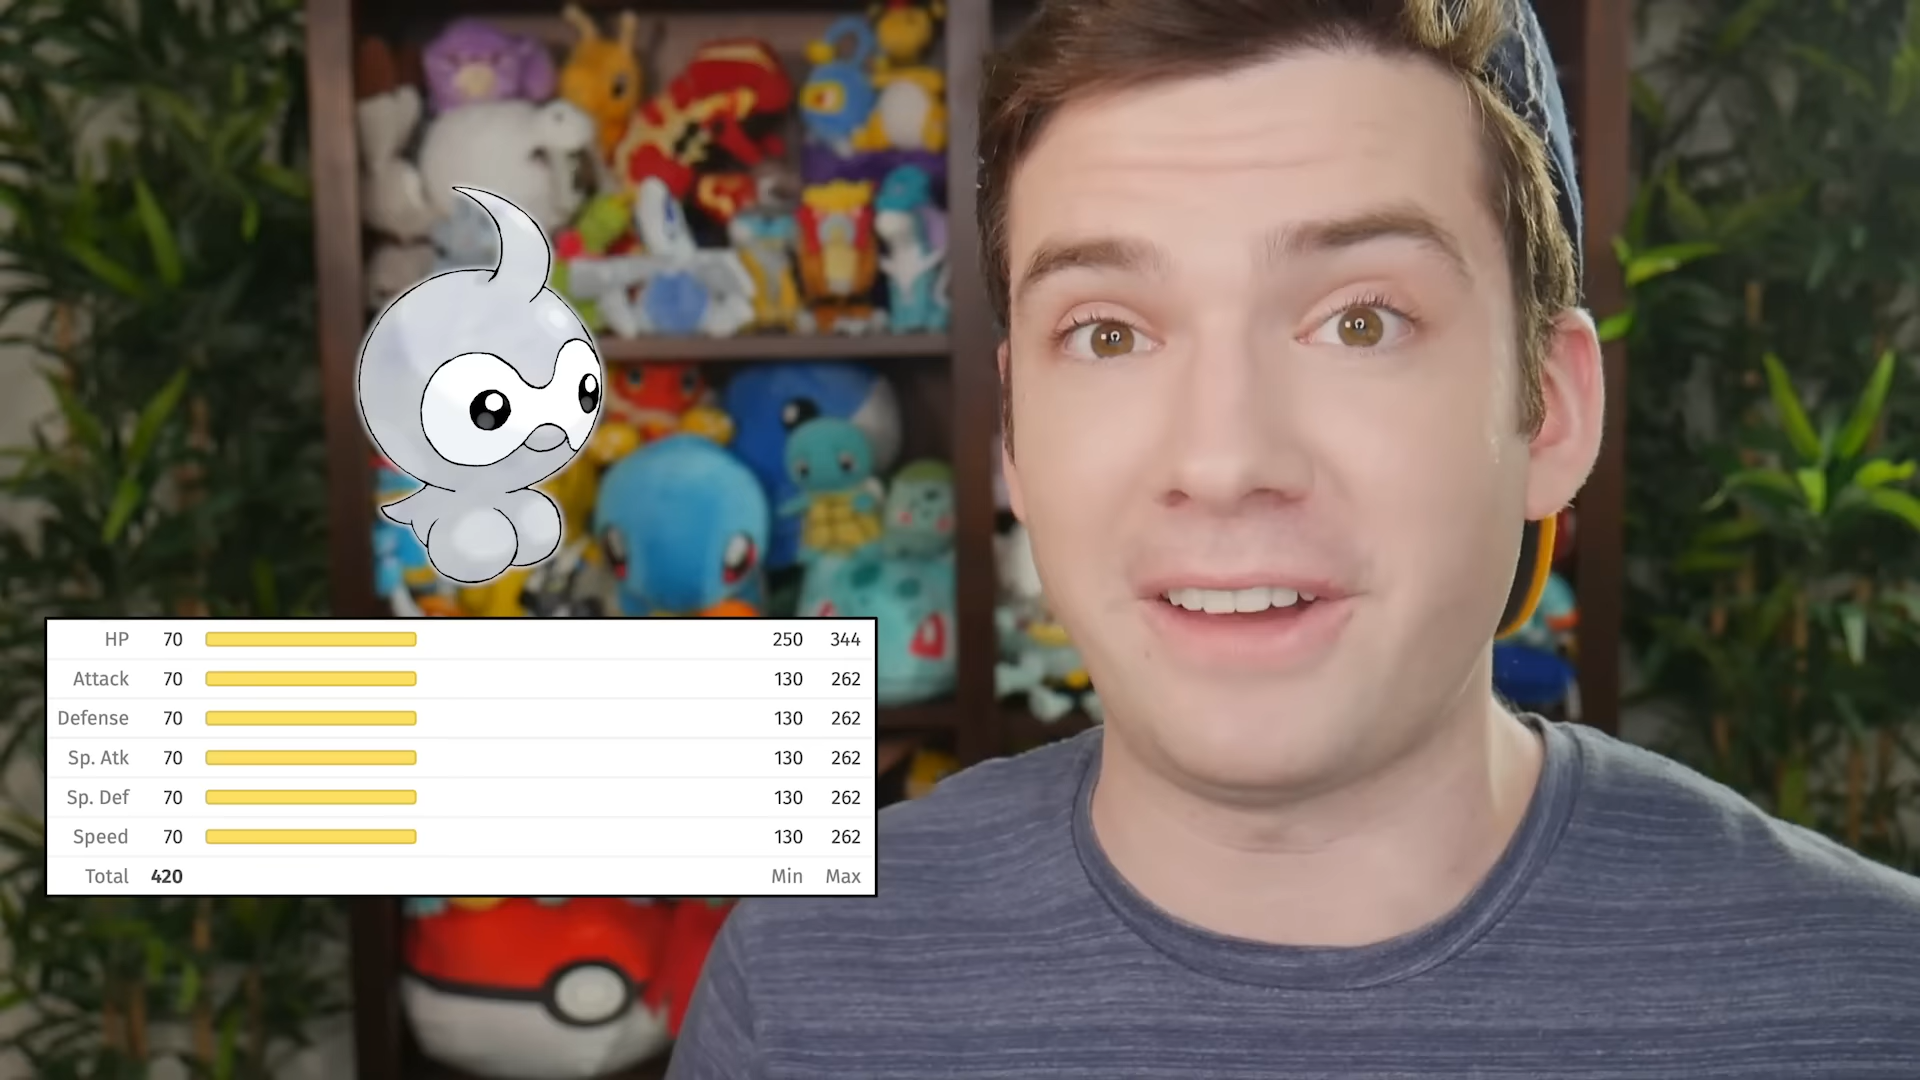 HP 70 250 344
Attack 70 130 262
Defense 70 130 262
Sp. Atk 70 130 262
Sp. Def 70 130 262
Speed 70 130 262
Total 420 Min Max